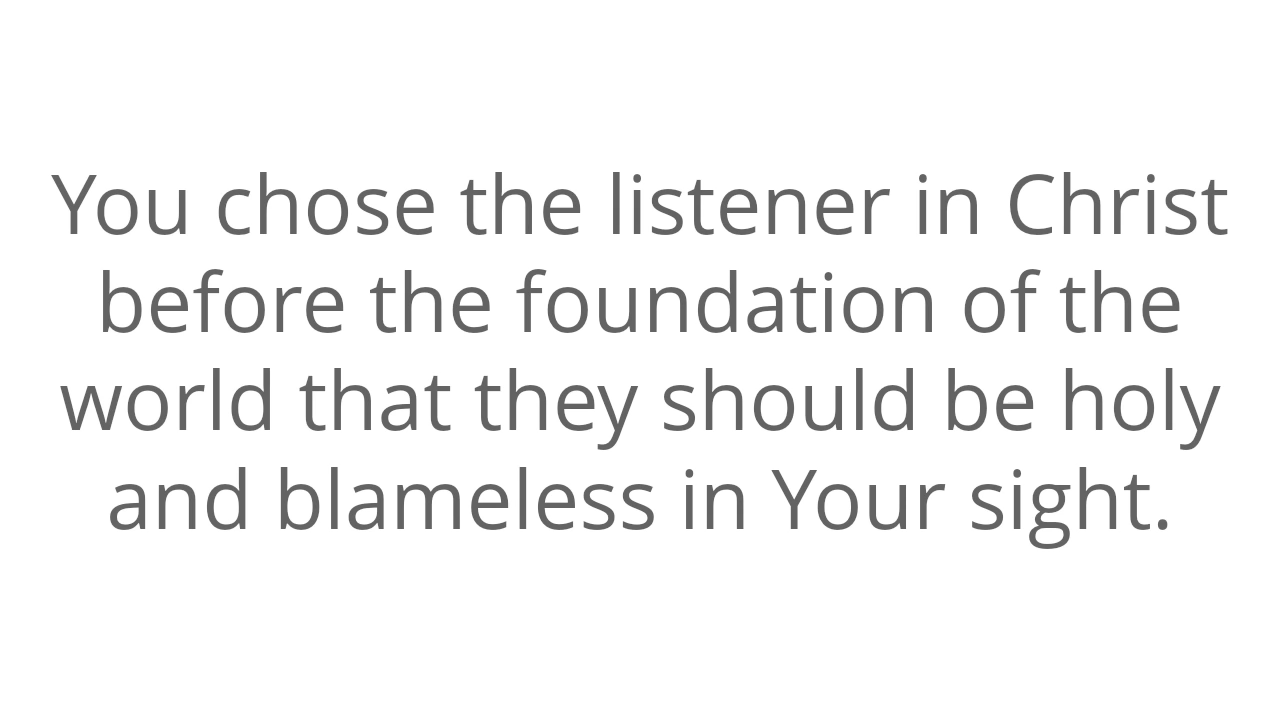 You chose the listener in Christ
before the foundation of the
world that they should be holy
and blameless in Your sight.